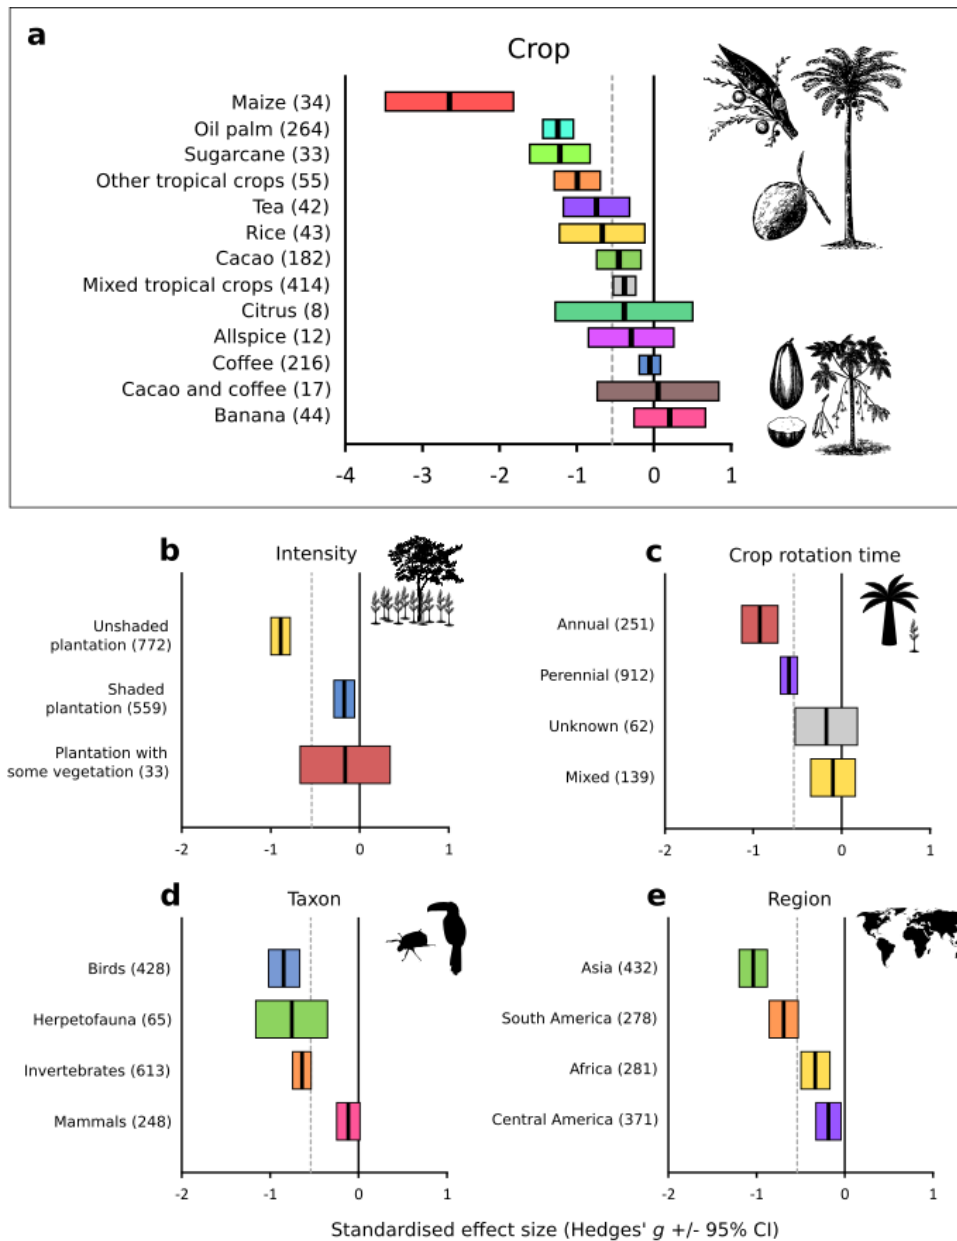 a
Crop
Maize (34)
Oil palm (264)
Sugarcane (33)
Other tropical crops (55)
Tea (42)
Rice (43)
Cacao (182)
Mixed tropical crops (414)
Citrus (8)
Allspice (12)
Coffee (216)
Cacao and coffee (17)
Banana (44)
-4 -3 -2 -1 0 1
b
Intensity
Unshaded
plantation (772)
Shaded
plantation (559)
Plantation with
some vegetation (33)
-2 -1 0 1
c
Crop rotation time
Annual (251)
Perennial (912)
Unknown (62)
Mixed (139)
-2 -1 0 1
d
Taxon
Birds (428)
Herpetofauna (65)
Invertebrates (613)
Mammals (248)
-2 -1 0 1
e
Region
Asia (432)
South America (278)
Africa (281)
Central America (371)
-2 -1 0 1
Standardised effect size (Hedges' g +/- 95% CI)